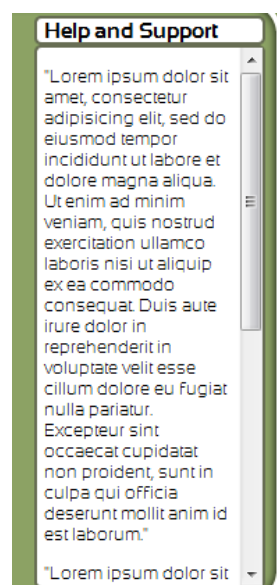 Help and Support
"Lorem ipsum dolor sit
amet, consectetur
adipisicing elit, sed do
eiusmod tempor
incididunt ut labore et
dolore magna aliqua.
Ut enim ad minim
veniam, quis nostrud
exercitation ullamco
laboris nisi ut aliquip
ex ea commodo
consequat. Duis aute
irure dolor in
reprehenderit in
voluptate velit esse
cillum dolore eu fugiat
nulla pariatur.
Excepteur sint
occaecat cupidatat
non proident, sunt in
culpa qui officia
deserunt mollit anim id
est laborum."
"Lorem ipsum dolor sit